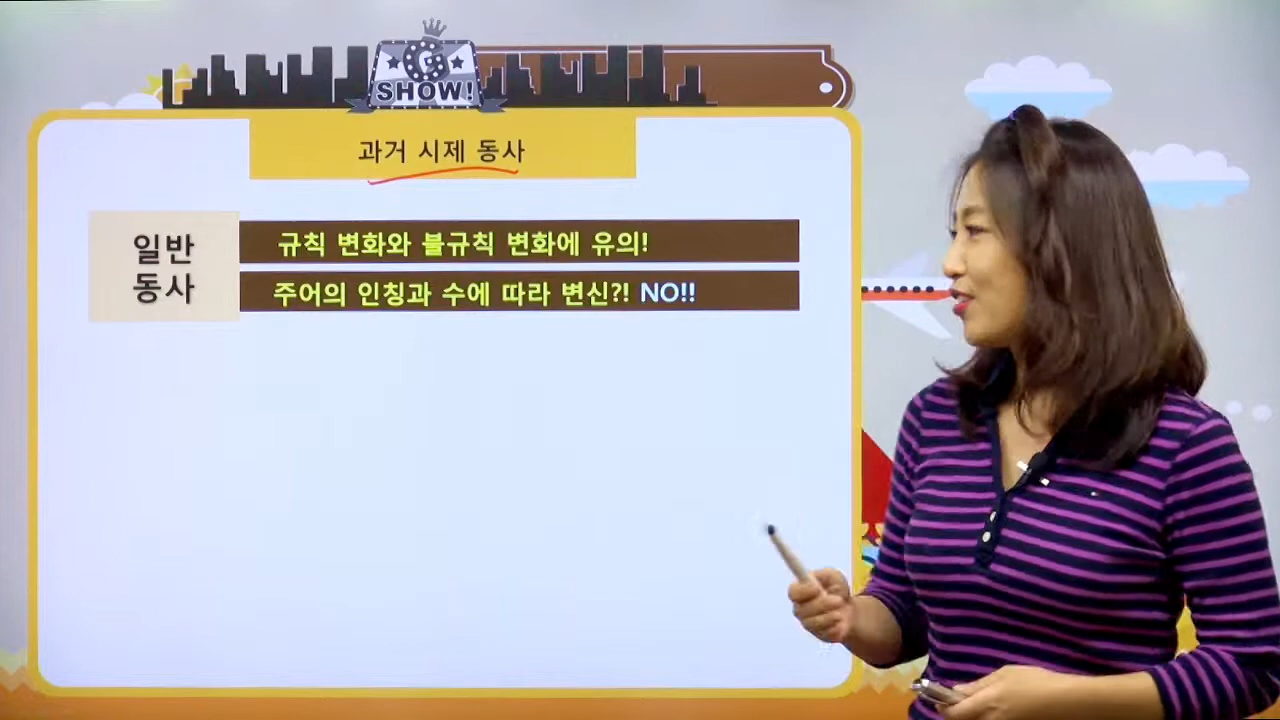 G
SHOW!
과거 시제 동사
일반
동사
규칙 변화와 불규칙 변화에 유의!
주어의 인칭과 수에 따라 변신?! NO!!